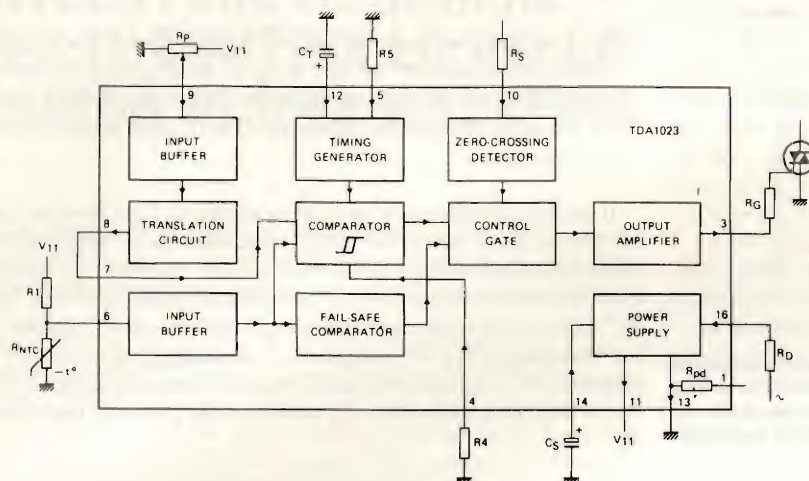 Rp
V11
CT
+
R5
RS
9
12
5
10
TDA1023
INPUT
BUFFER
TIMING
GENERATOR
ZERO-CROSSING
DETECTOR
8
TRANSLATION
CIRCUIT
COMPARATOR
CONTROL
GATE
OUTPUT
AMPLIFIER
3
RG
7
V11
R1
6
INPUT
BUFFER
FAIL-SAFE
COMPARATOR
POWER
SUPPLY
16
RD
RNTC
−t°
Rpd
1
4
14
11
13
~
R4
CS
+
V11